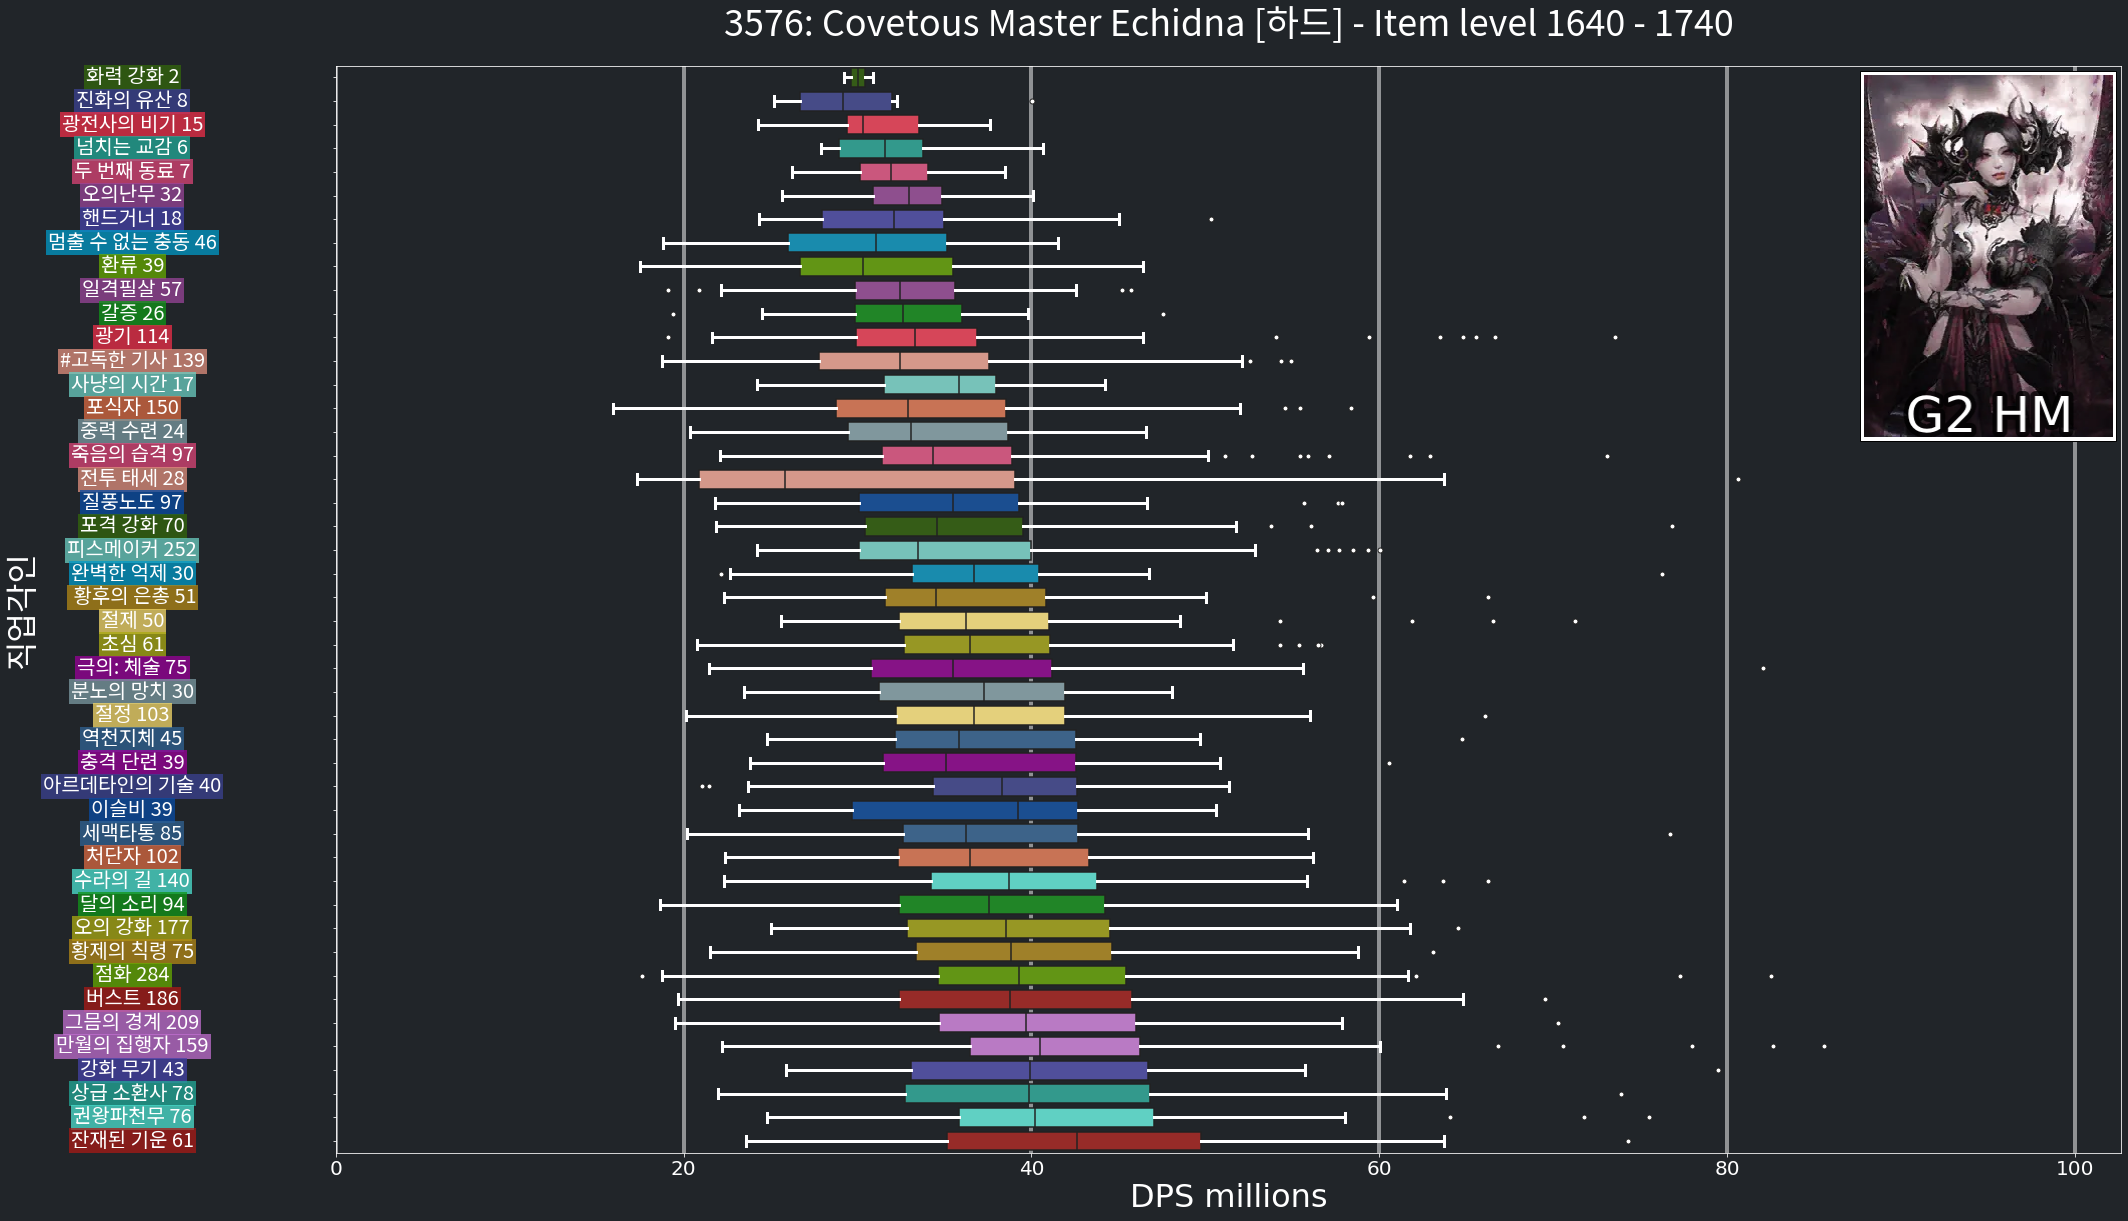 3576: Covetous Master Echidna [하드] - Item level 1640 - 1740
화력 강화 2
진화의 유산 8
광전사의 비기 15
넘치는 교감 6
두 번째 동료 7
오의난무 32
핸드거너 18
멈출 수 없는 충동 46
환류 39
일격필살 57
갈증 26
광기 114
#고독한 기사 139
사냥의 시간 17
포식자 150
중력 수련 24
죽음의 습격 97
전투 태세 28
질풍노도 97
포격 강화 70
피스메이커 252
완벽한 억제 30
황후의 은총 51
절제 50
초심 61
극의: 체술 75
분노의 망치 30
절정 103
역천지체 45
충격 단련 39
아르데타인의 기술 40
이슬비 39
세맥타통 85
처단자 102
수라의 길 140
달의 소리 94
오의 강화 177
황제의 칙령 75
점화 284
버스트 186
그믐의 경계 209
만월의 집행자 159
강화 무기 43
상급 소환사 78
권왕파천무 76
잔재된 기운 61
직업각인
G2 HM
0 20 40 60 80 100
DPS millions